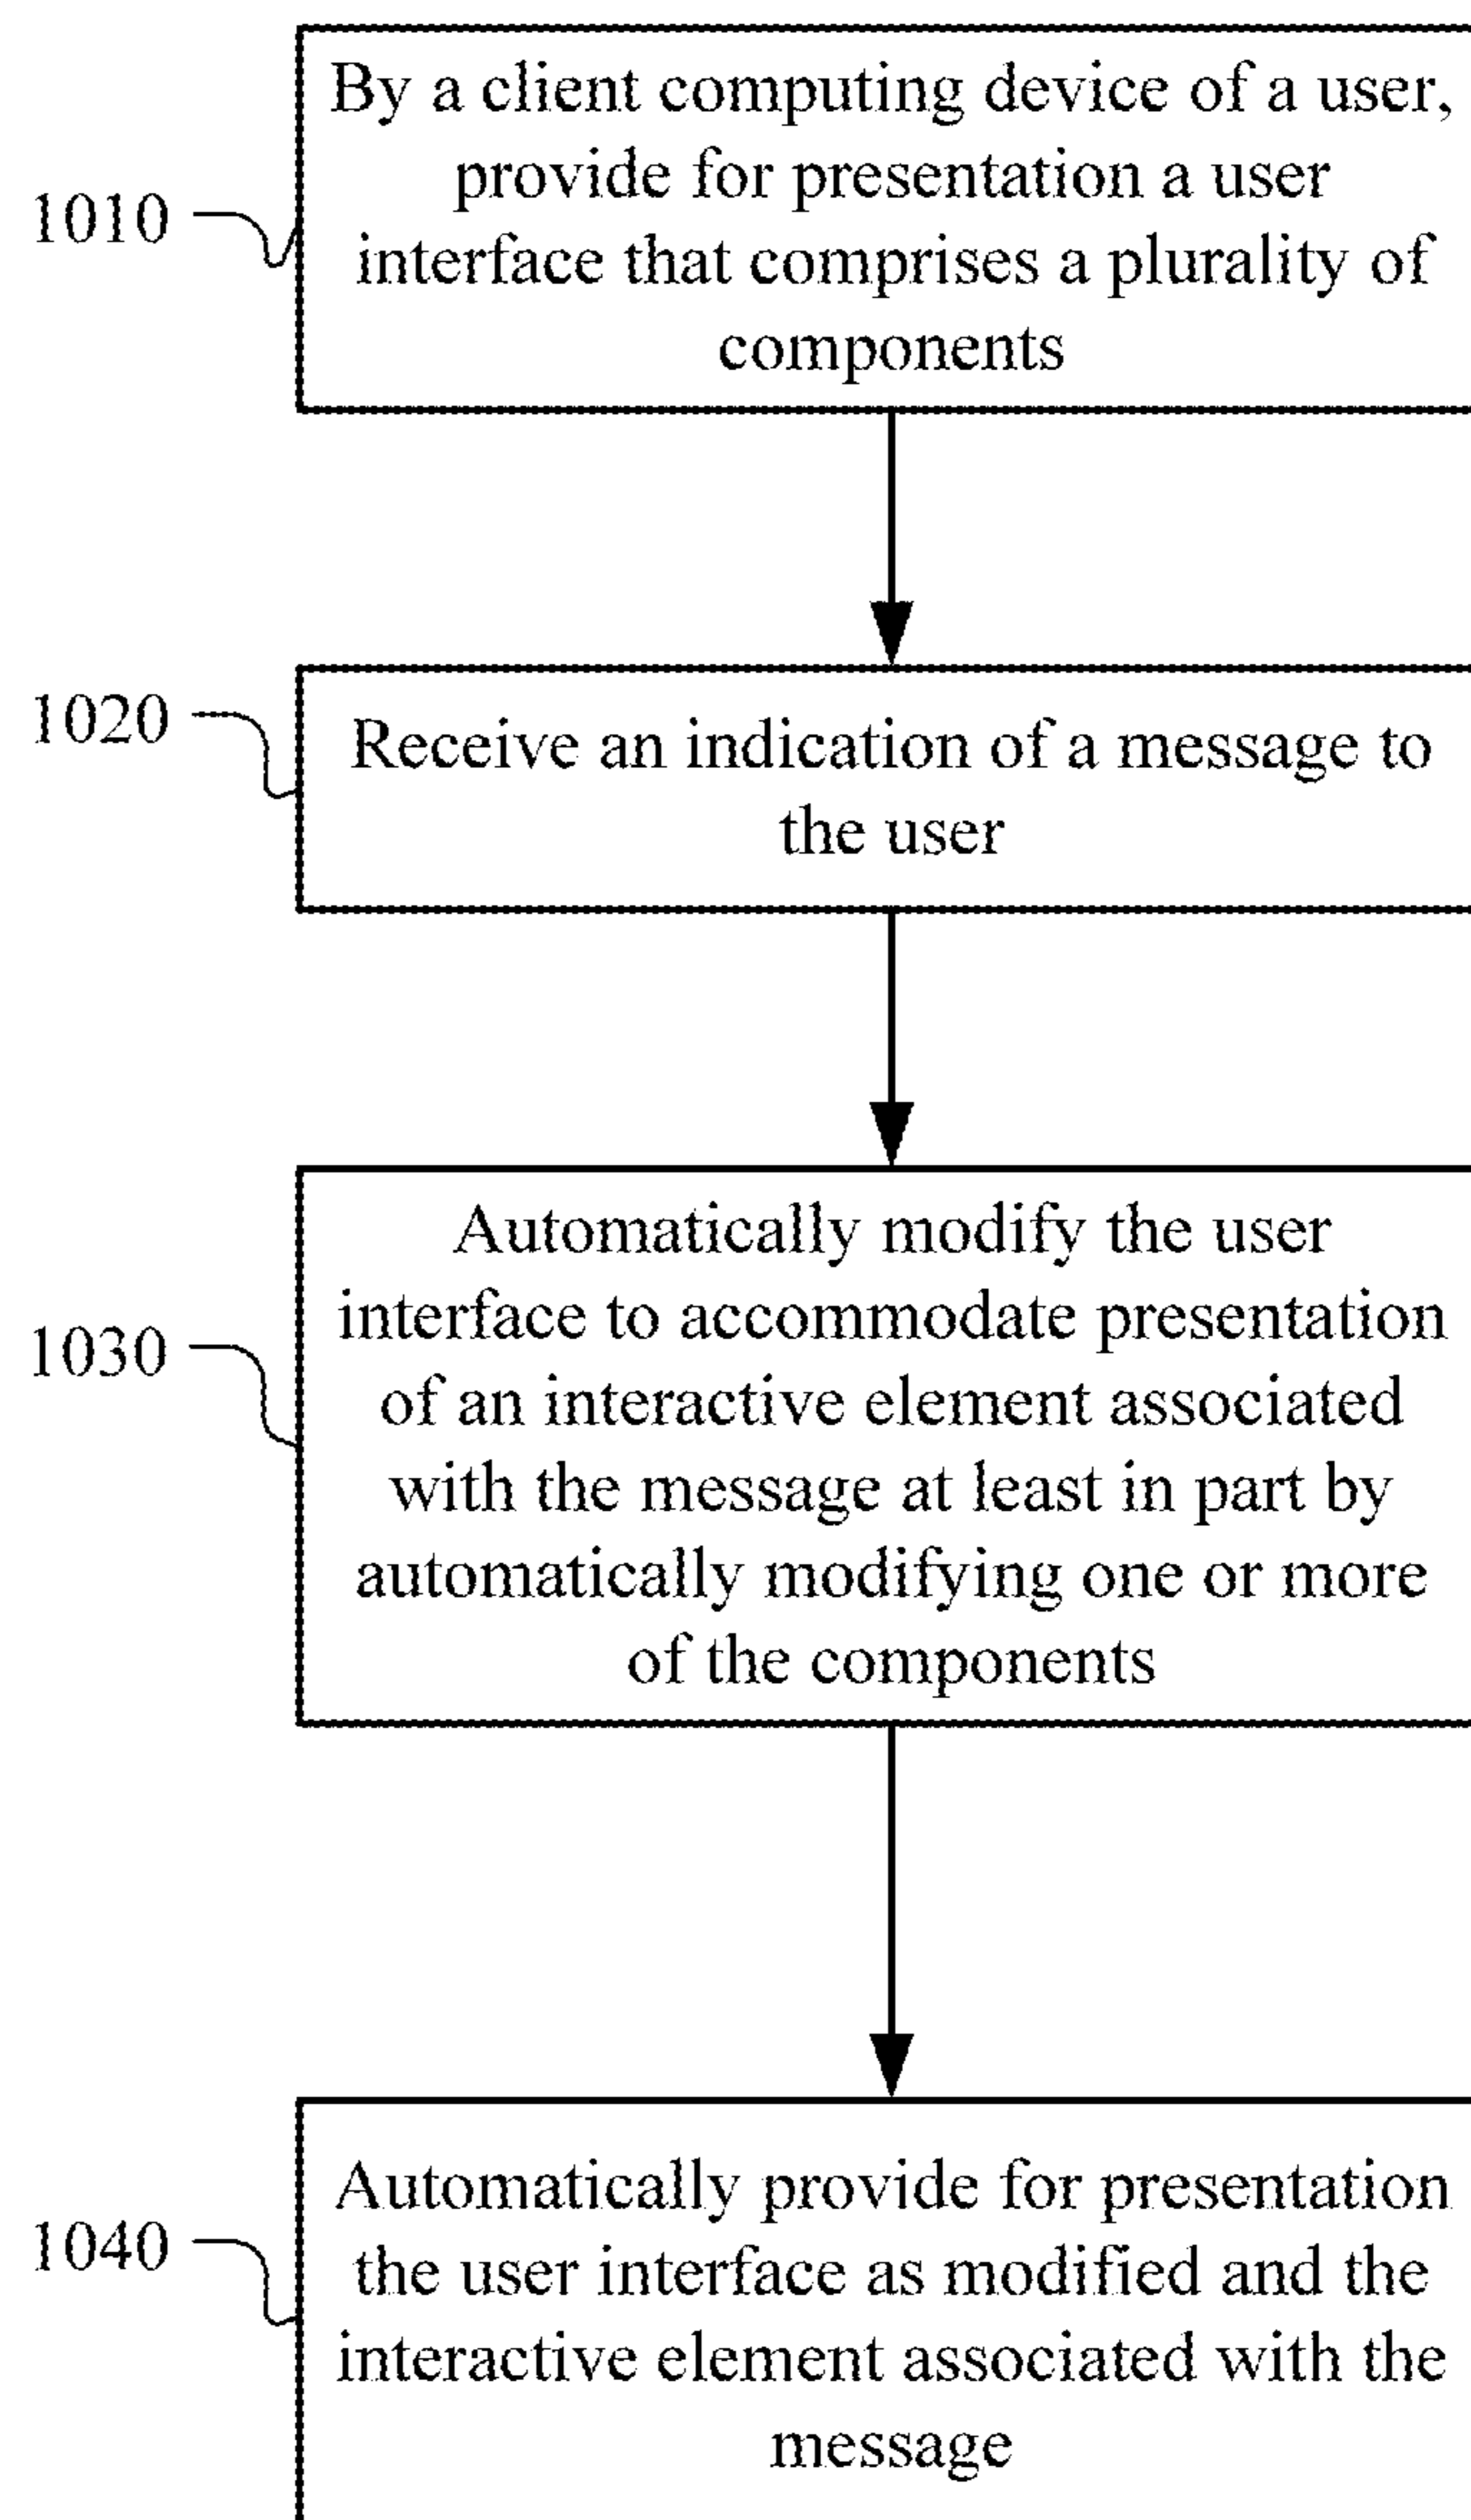 By a client computing device of a user,
provide for presentation a user
interface that comprises a plurality of
components
1010
1020
Receive an indication of a message to
the user
Automatically modify the user
interface to accommodate presentation
of an interactive element associated
with the message at least in part by
automatically modifying one or more
of the components
1030
Automatically provide for presentation
the user interface as modified and the
interactive element associated with the
message
1040